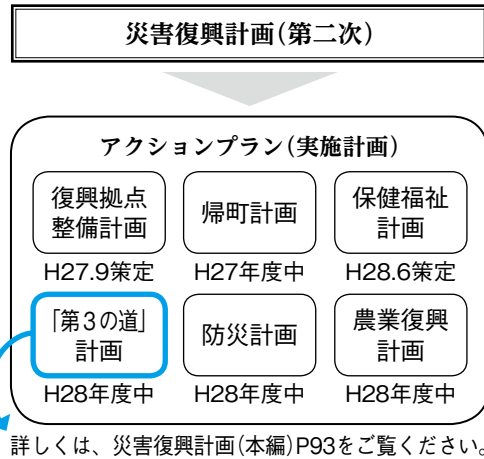 災害復興計画(第二次)
アクションプラン(実施計画)
復興拠点
整備計画
H27.9策定
帰町計画
H27年度中
保健福祉
計画
H28.6策定
「第3の道」
計画
H28年度中
防災計画
H28年度中
農業復興
計画
H28年度中
詳しくは、災害復興計画(本編)P93をご覧ください。